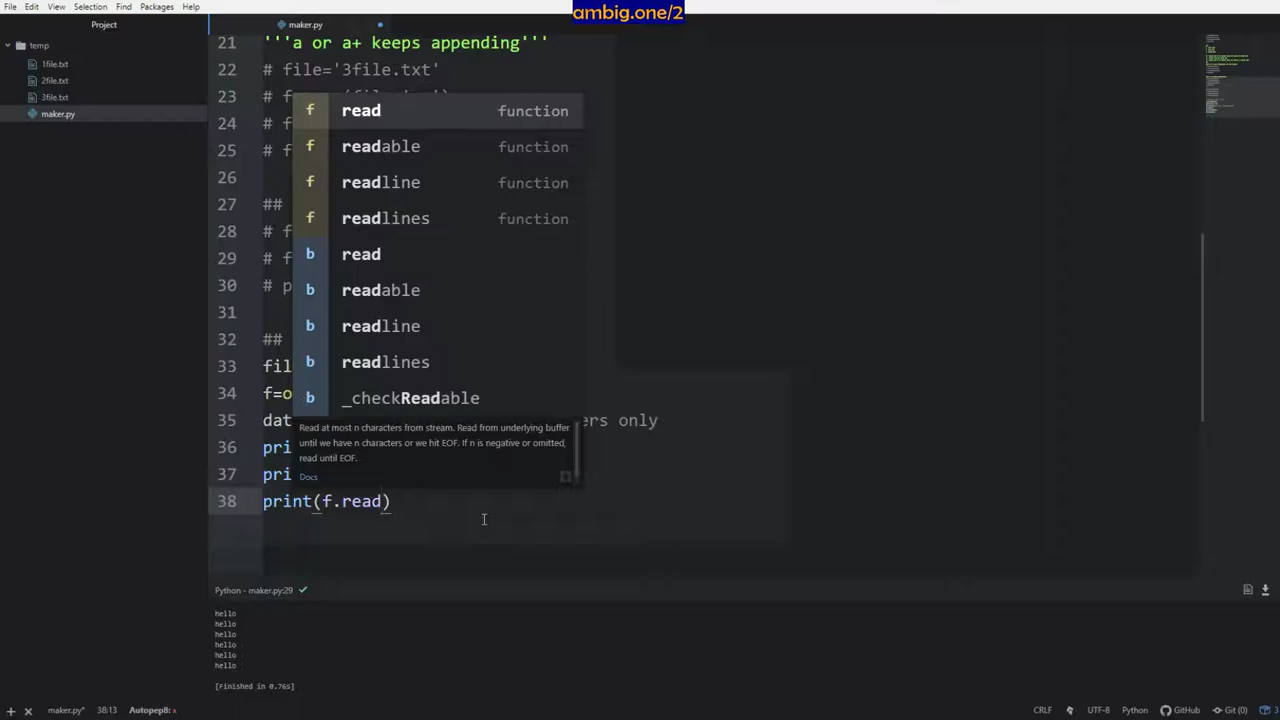 ambig.one/2
File Edit View Selection Find Packages Help
Project
maker.py
temp
1file.txt
2file.txt
3file.txt
maker.py
21 '''a or a+ keeps appending'''
22 # file='3file.txt'
23 # f
24 # f
25 # f
26
27 ##
28 # f
29 # f
30 # p
31
32 ##
33 fil
34 f=o
35 dat ers only
36 pri
37 pri
38 print(f.read)
f read function
f readable function
f readline function
f readlines function
b read
b readable
b readline
b readlines
b _checkReadable
Read at most n characters from stream. Read from underlying buffer
until we have n characters or we hit EOF. If n is negative or omitted,
read until EOF.
Docs
Python - maker.py:29
hello
hello
hello
hello
hello
hello
[Finished in 0.76s]
maker.py* 38:13 Autopep8: x CRLF UTF-8 Python GitHub Git (0) 3